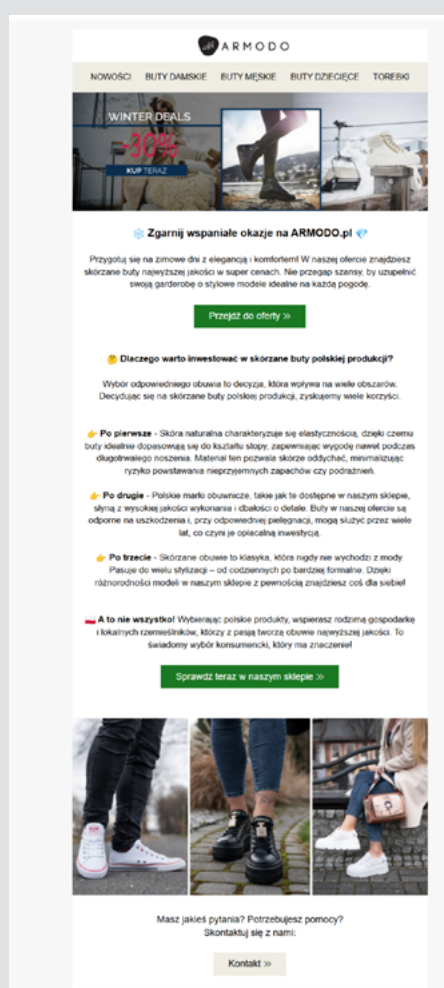 ARMODO
NOWOŚCI BUTY DAMSKIE BUTY MĘSKIE BUTY DZIECIĘCE TOREBKI
WINTER DEALS
-30%
KUP TERAZ
❄️ Zgarnij wspaniałe okazje na ARMODO.pl 💎
Przygotuj się na zimowe dni z elegancją i komfortem! W naszej ofercie znajdziesz
skórzane buty najwyższej jakości w super cenach. Nie przegap szansy, by uzupełnić
swoją garderobę o stylowe modele idealne na każdą pogodę.
Przejdź do oferty »
🤔 Dlaczego warto inwestować w skórzane buty polskiej produkcji?
Wybór odpowiedniego obuwia to decyzja, która wpływa na wiele obszarów.
Decydując się na skórzane buty polskiej produkcji, zyskujemy wiele korzyści.
👉 Po pierwsze - Skóra naturalna charakteryzuje się elastycznością, dzięki czemu
buty idealnie dopasowują się do kształtu stopy, zapewniając wygodę nawet podczas
długotrwałego noszenia. Materiał ten pozwala skórze oddychać, minimalizując
ryzyko powstawania nieprzyjemnych zapachów czy podrażnień.
👉 Po drugie - Polskie marki obuwnicze, takie jak te dostępne w naszym sklepie,
słyną z wysokiej jakości wykonania i dbałości o detale. Buty w naszej ofercie są
odporne na uszkodzenia i, przy odpowiedniej pielęgnacji, mogą służyć przez wiele
lat, co czyni je opłacalną inwestycją.
👉 Po trzecie - Skórzane obuwie to klasyka, która nigdy nie wychodzi z mody.
Pasuje do wielu stylizacji – od codziennych po bardziej formalne. Dzięki
różnorodności modeli w naszym sklepie z pewnością znajdziesz coś dla siebie!
🇵🇱 A to nie wszystko! Wybierając polskie produkty, wspierasz rodzimą gospodarkę
i lokalnych rzemieślników, którzy z pasją tworzą obuwie najwyższej jakości. To
świadomy wybór konsumencki, który ma znaczenie!
Sprawdź teraz w naszym sklepie »
Masz jakieś pytania? Potrzebujesz pomocy?
Skontaktuj się z nami:
Kontakt »